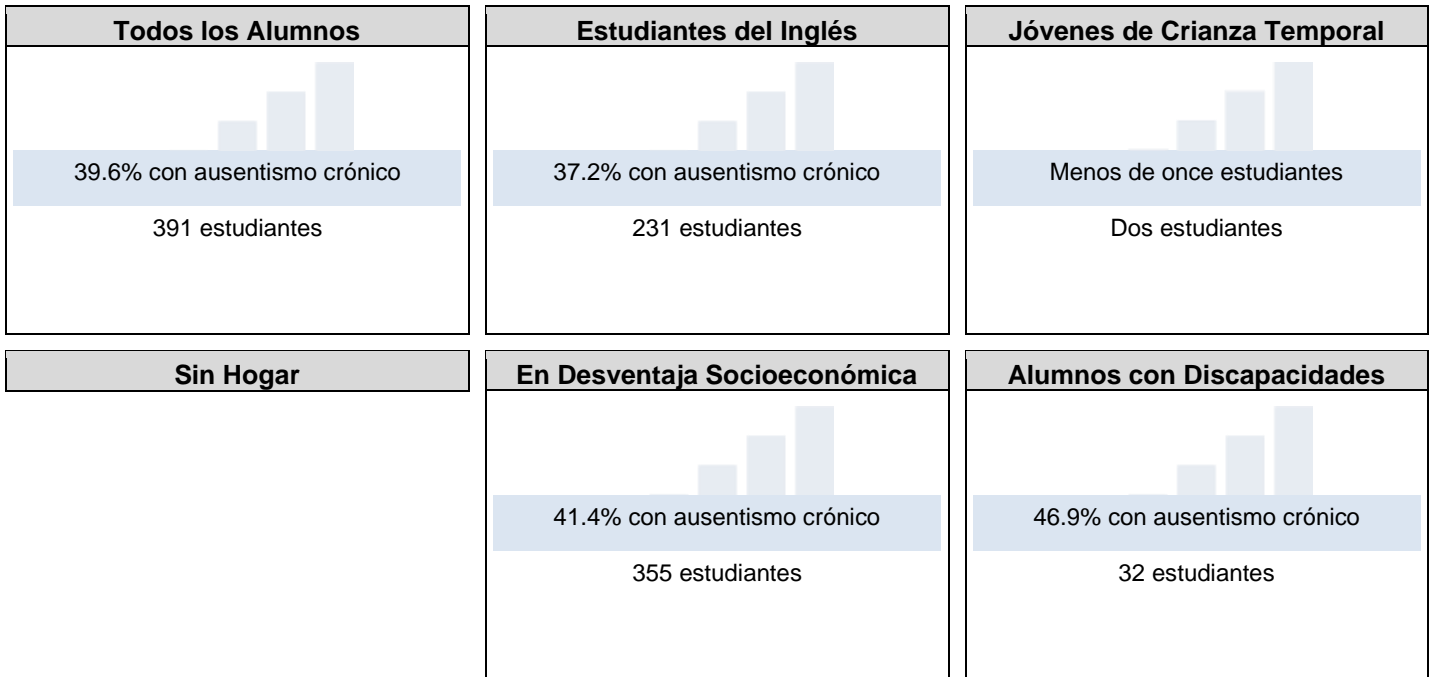 Todos los Alumnos
39.6% con ausentismo crónico
391 estudiantes
Estudiantes del Inglés
37.2% con ausentismo crónico
231 estudiantes
Jóvenes de Crianza Temporal
Menos de once estudiantes
Dos estudiantes
Sin Hogar
En Desventaja Socioeconómica
41.4% con ausentismo crónico
355 estudiantes
Alumnos con Discapacidades
46.9% con ausentismo crónico
32 estudiantes